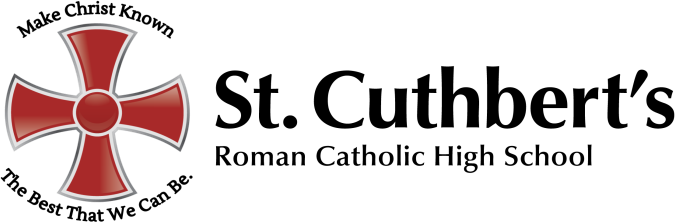 Make Christ Known
St. Cuthbert's
Roman Catholic High School
The Best That We Can Be.